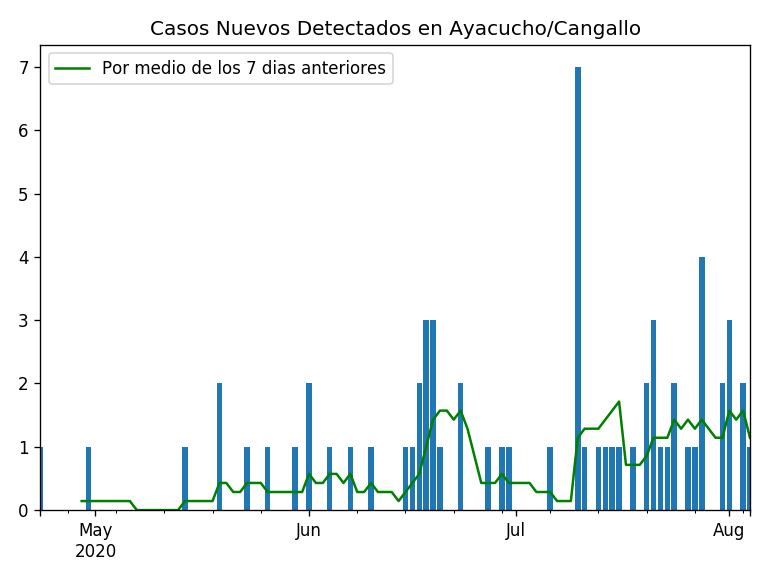 Casos Nuevos Detectados en Ayacucho/Cangallo
Por medio de los 7 dias anteriores
7
6
5
4
3
2
1
0
May
2020
Jun
Jul
Aug